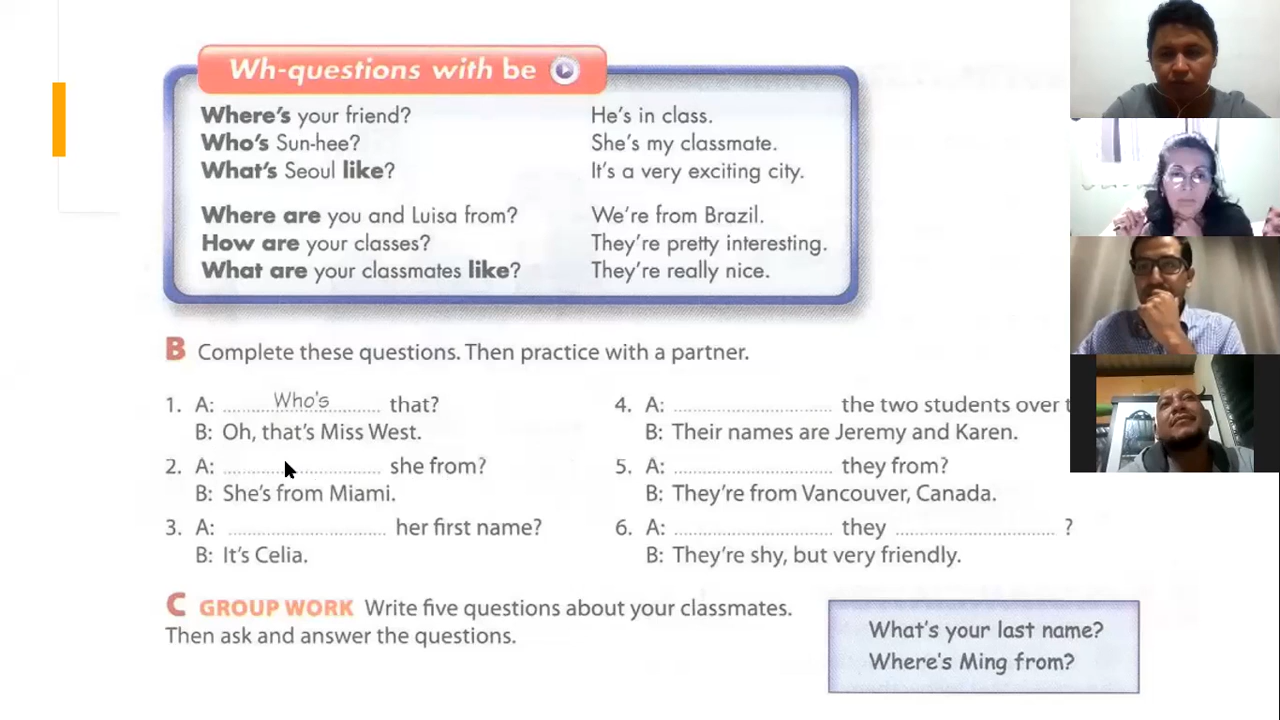 Wh-questions with be
Where's your friend? He's in class.
Who's Sun-hee? She's my classmate.
What's Seoul like? It's a very exciting city.
Where are you and Luisa from? We're from Brazil.
How are your classes? They're pretty interesting.
What are your classmates like? They're really nice.
B Complete these questions. Then practice with a partner.
1. A: ........Who's........ that?
B: Oh, that's Miss West.
2. A: ................................ she from?
B: She's from Miami.
3. A: ................................ her first name?
B: It's Celia.
4. A: ................................ the two students over
B: Their names are Jeremy and Karen.
5. A: ................................ they from?
B: They're from Vancouver, Canada.
6. A: ................................ they ................................ ?
B: They're shy, but very friendly.
C GROUP WORK Write five questions about your classmates.
Then ask and answer the questions.
What's your last name?
Where's Ming from?